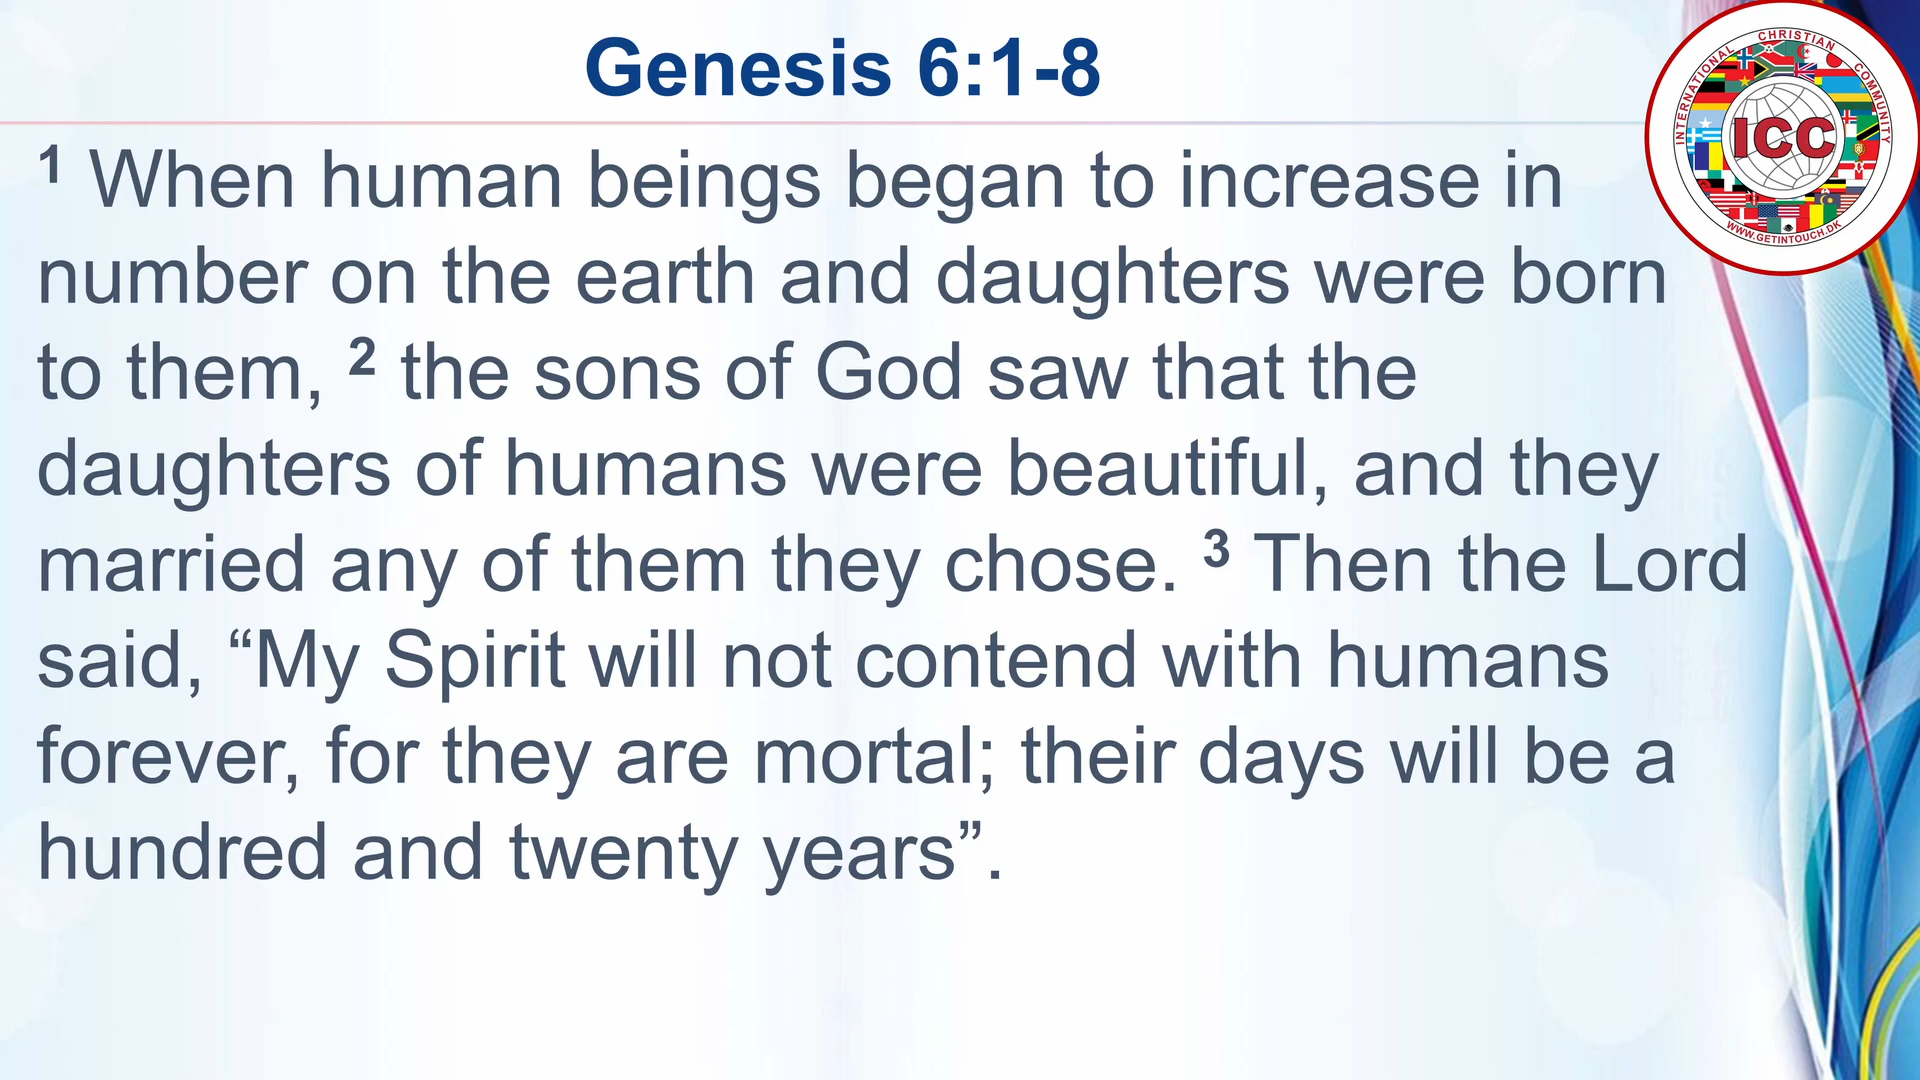 Genesis 6:1-8
INTERNATIONAL CHRISTIAN COMMUNITY
ICC
WWW.GETINTOUCH.DK
1 When human beings began to increase in
number on the earth and daughters were born
to them, 2 the sons of God saw that the
daughters of humans were beautiful, and they
married any of them they chose. 3 Then the Lord
said, “My Spirit will not contend with humans
forever, for they are mortal; their days will be a
hundred and twenty years”.